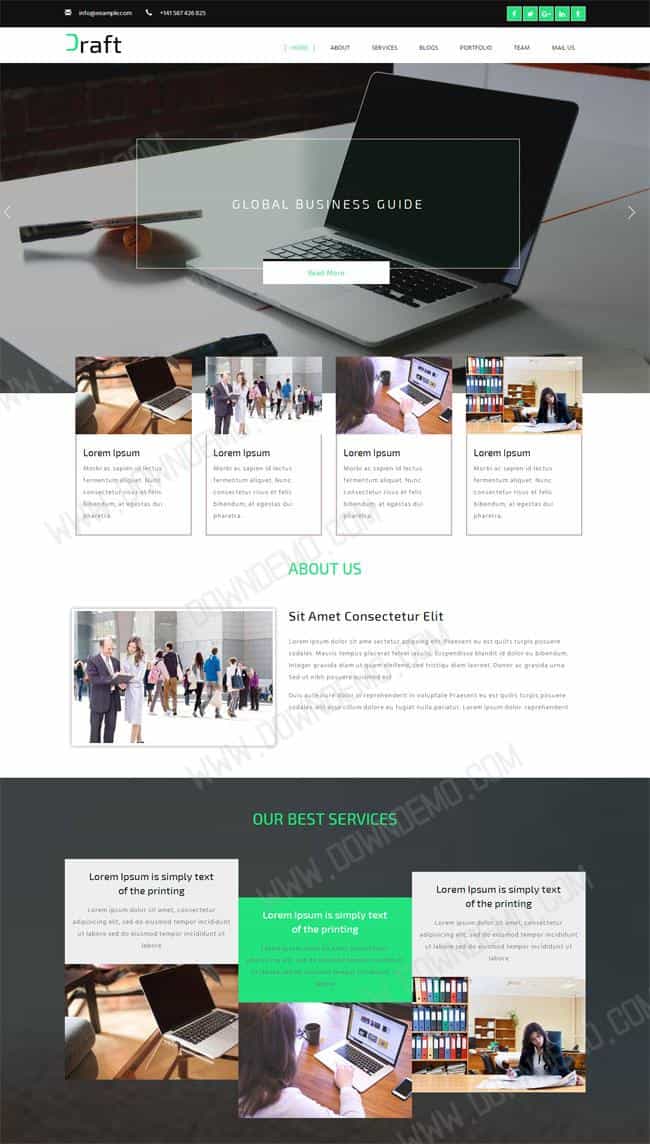 info@example.com +141 567 426 825
Draft
[ HOME ] ABOUT SERVICES BLOGS PORTFOLIO TEAM MAIL US
GLOBAL BUSINESS GUIDE
Read More
Lorem Ipsum
Morbi ac sapien id lectus
fermentum aliquet. Nunc
consectetur risus et felis
bibendum, at egestas dui
pharetra.
Lorem Ipsum
Morbi ac sapien id lectus
fermentum aliquet. Nunc
consectetur risus et felis
bibendum, at egestas dui
pharetra.
Lorem Ipsum
Morbi ac sapien id lectus
fermentum aliquet. Nunc
consectetur risus et felis
bibendum, at egestas dui
pharetra.
Lorem Ipsum
Morbi ac sapien id lectus
fermentum aliquet. Nunc
consectetur risus et felis
bibendum, at egestas dui
pharetra.
ABOUT US
Sit Amet Consectetur Elit
Lorem ipsum dolor sit ame tetur adipiscing elit. Praesent eu est quis turpis posuere
sodales. Mauris tempus placerat felvel iaculis. Suspendisse blandit id dolor eu bibendum.
Integer gravida diam ut quam eleifend, sed tristiqu diam laoreet. Donec ac gravida urna
Sed ut nibh posuere euismod est
Duis aute irure dolor in reprehenderit in voluptate Praesent eu est quis turpis posuere
sodales elit esse cillum dolore eu fugiat nulla pariatur. Lorem ipsum dolor reprehenderit
OUR BEST SERVICES
Lorem Ipsum is simply text
of the printing
Lorem ipsum dolor sit amet, consectetur
adipiscing elit, sed do eiusmod tempor incididunt
ut labore sed do eiusmod tempor incididunt ut
labore
Lorem Ipsum is simply text
of the printing
Lorem ipsum dolor sit amet, consectetur
adipiscing elit, sed do eiusmod tempor incididunt
ut labore sed do eiusmod tempor incididunt ut
labore
Lorem Ipsum is simply text
of the printing
Lorem ipsum dolor sit amet, consectetur
adipiscing elit, sed do eiusmod tempor incididunt
ut labore sed do eiusmod tempor incididunt ut
labore
WWW.DOWNDEMO.COM
WWW.DOWNDEMO.COM
WWW.DOWNDEMO.COM
WWW.DOWNDEMO.COM